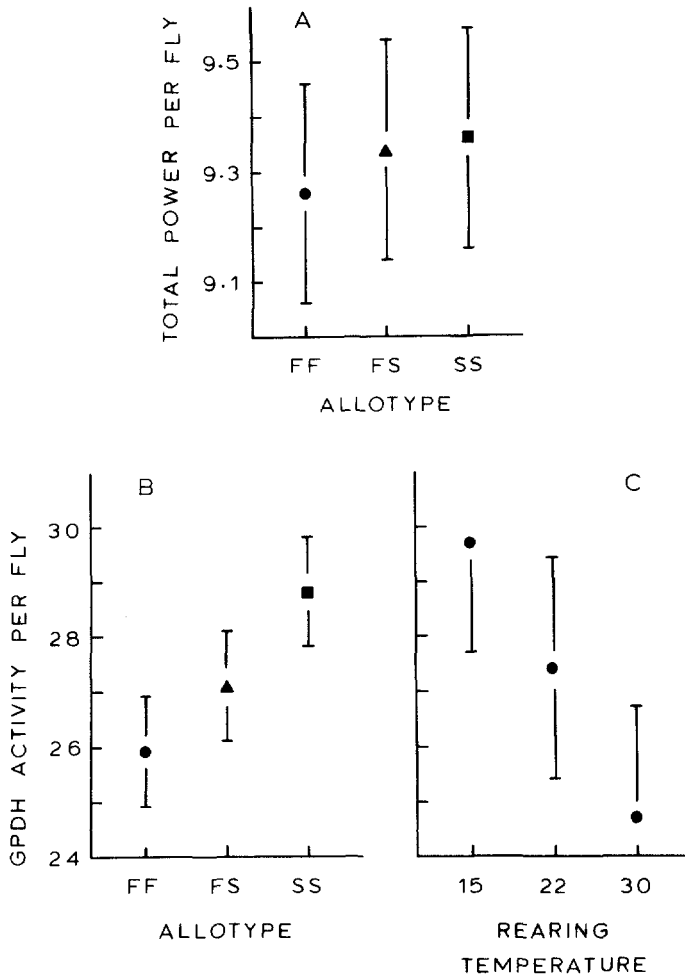 A
TOTAL POWER PER FLY
9.5
9.3
9.1
FF FS SS
ALLOTYPE
B
GPDH ACTIVITY PER FLY
30
28
26
24
FF FS SS
ALLOTYPE
C
15 22 30
REARING
TEMPERATURE